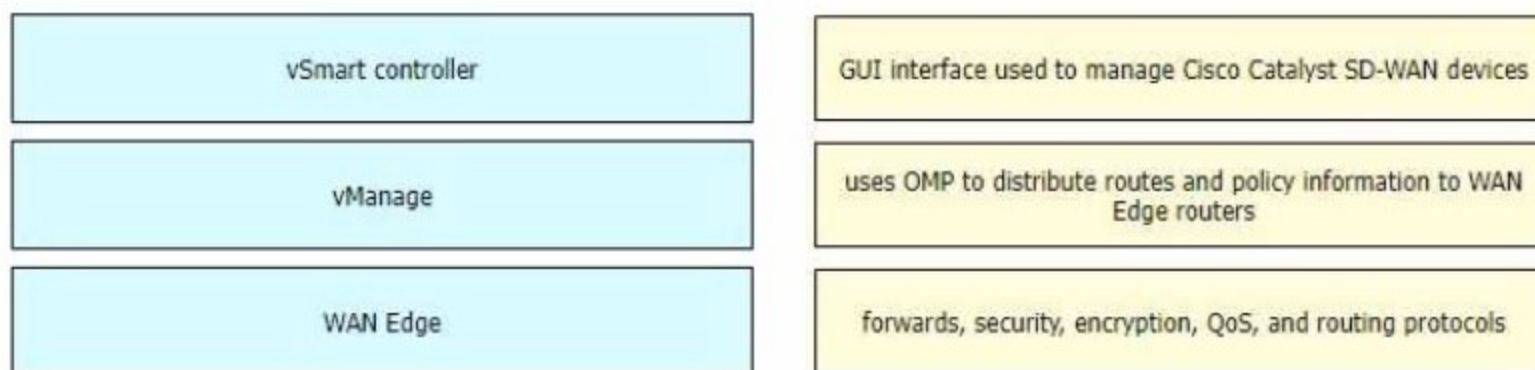 vSmart controller
GUI interface used to manage Cisco Catalyst SD-WAN devices
vManage
uses OMP to distribute routes and policy information to WAN
Edge routers
WAN Edge
forwards, security, encryption, QoS, and routing protocols